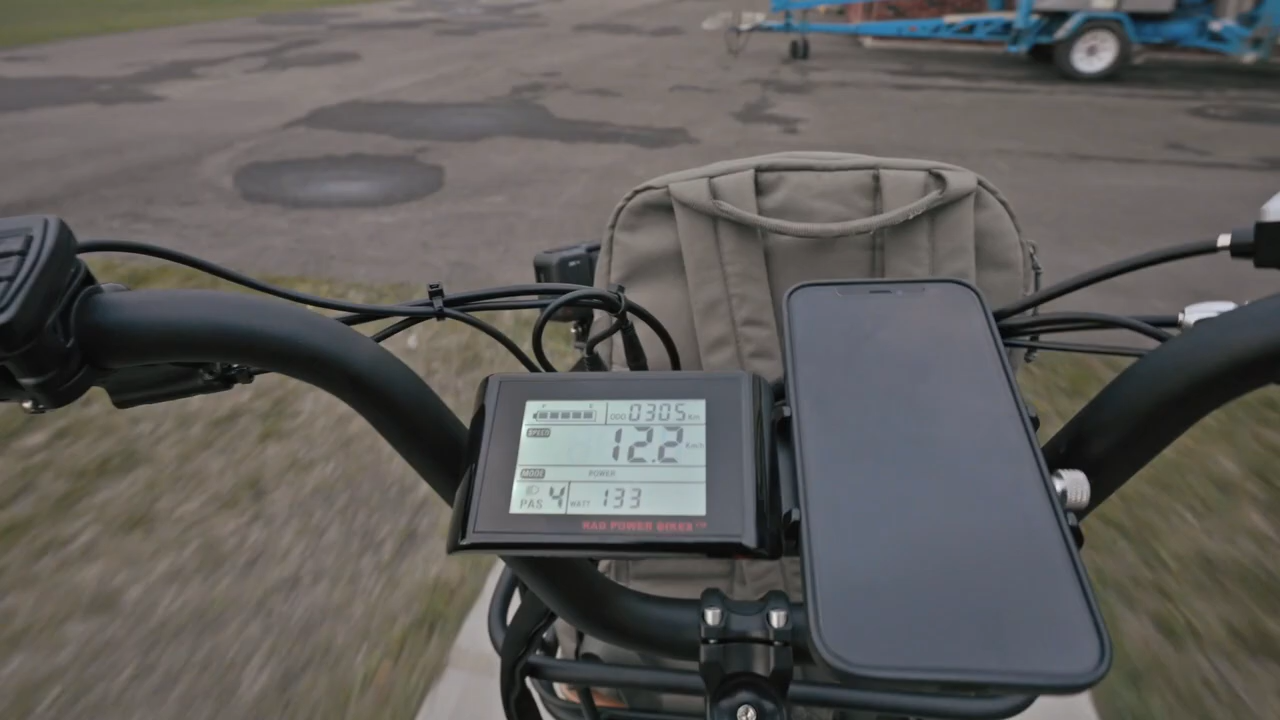 ODO 0305 Km
SPEED
12.2 Km/h
MODE POWER
PAS 4 WATT 133
RAD POWER BIKES